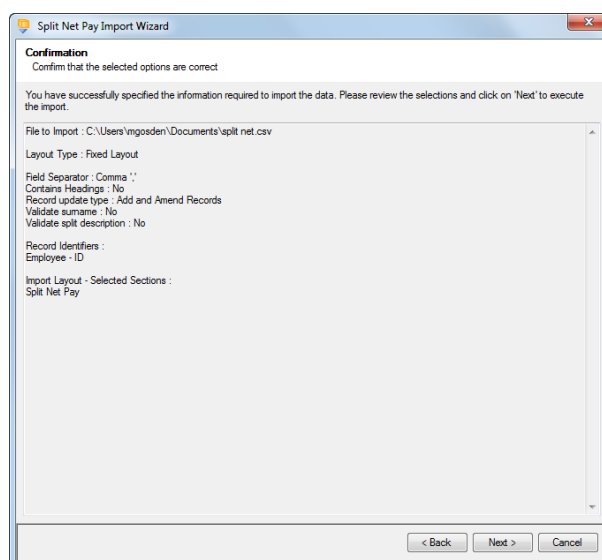 Split Net Pay Import Wizard
Confirmation
Comfirm that the selected options are correct
You have successfully specified the information required to import the data. Please review the selections and click on 'Next' to execute
the import.
File to Import : C:\Users\mgosden\Documents\split net.csv
Layout Type : Fixed Layout
Field Separator : Comma ','
Contains Headings : No
Record update type : Add and Amend Records
Validate surname : No
Validate split description : No
Record Identifiers :
Employee - ID
Import Layout - Selected Sections :
Split Net Pay
< Back Next > Cancel